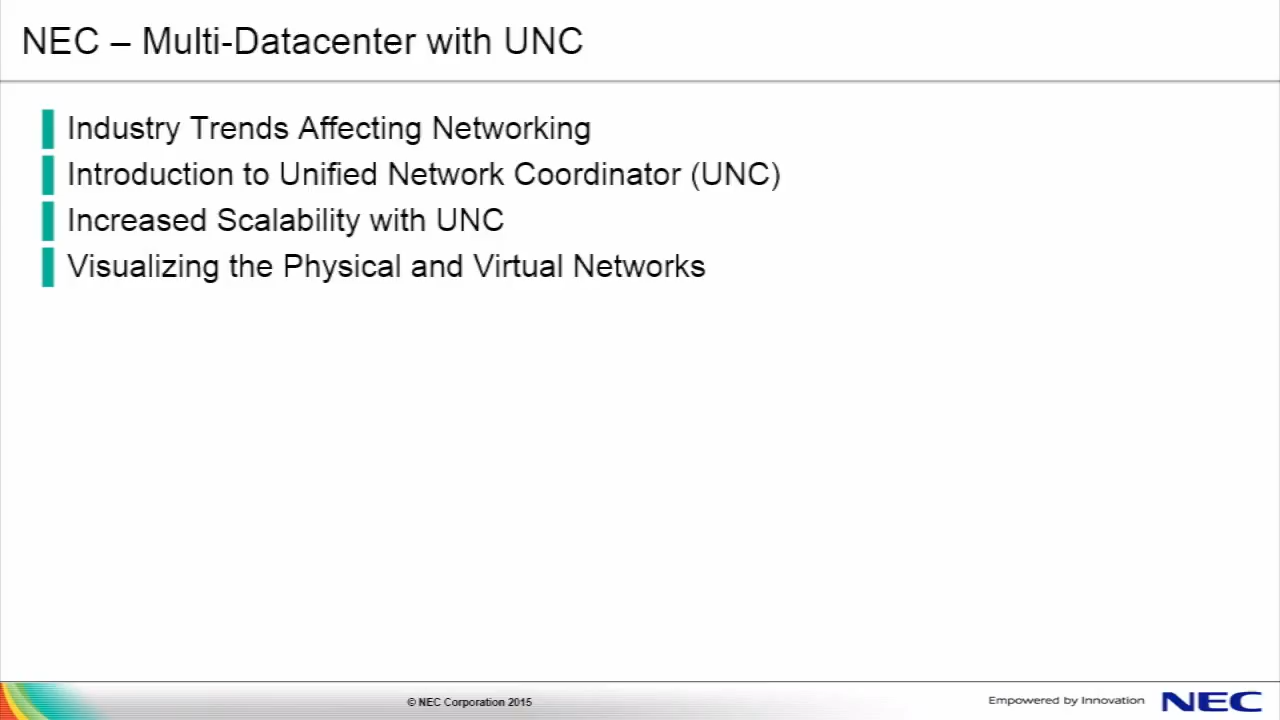 NEC – Multi-Datacenter with UNC
Industry Trends Affecting Networking
Introduction to Unified Network Coordinator (UNC)
Increased Scalability with UNC
Visualizing the Physical and Virtual Networks
© NEC Corporation 2015
Empowered by Innovation
NEC